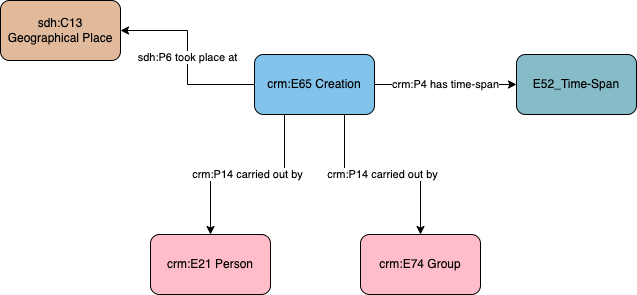 sdh:C13
Geographical Place
sdh:P6 took place at
crm:E65 Creation
crm:P4 has time-span
E52_Time-Span
crm:P14 carried out by
crm:P14 carried out by
crm:E21 Person
crm:E74 Group